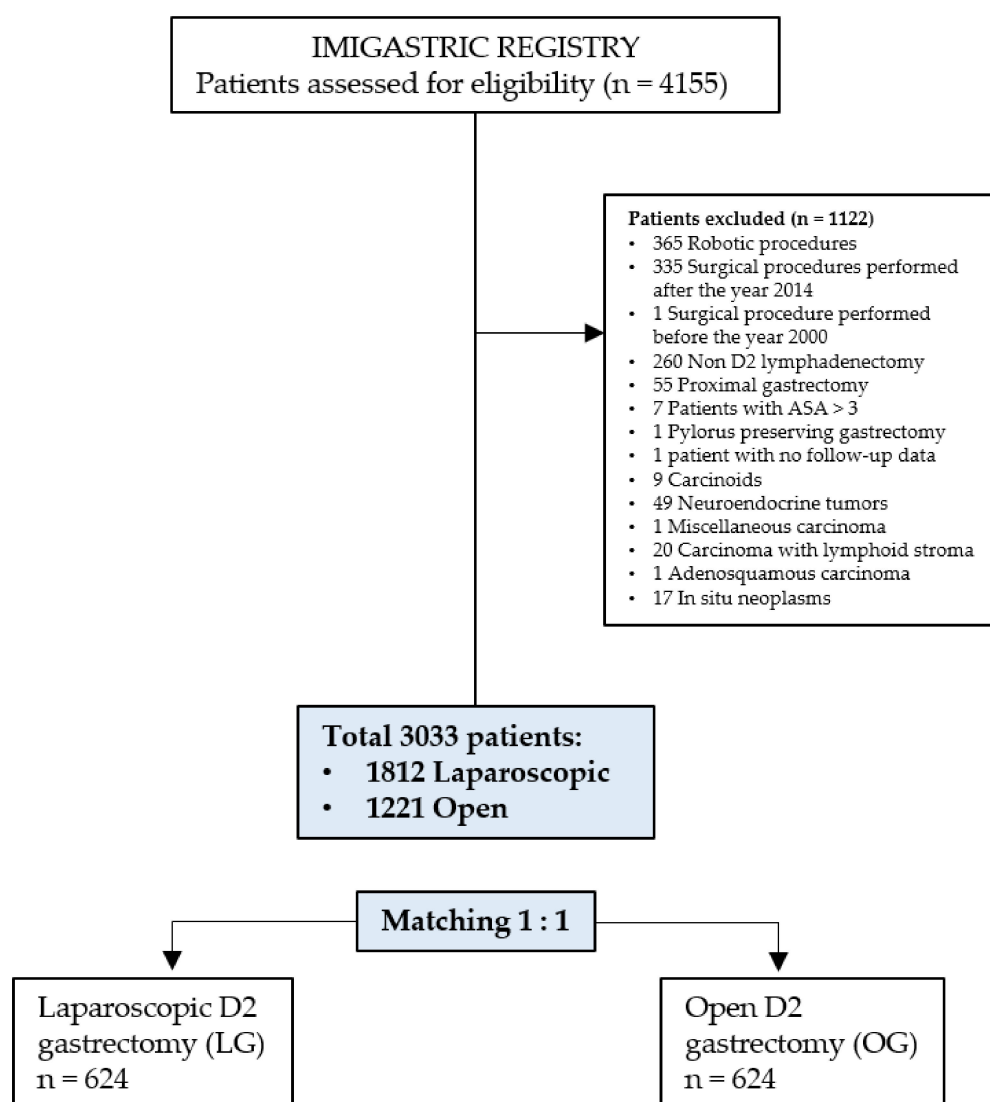 IMIGASTRIC REGISTRY
Patients assessed for eligibility (n = 4155)
Patients excluded (n = 1122)
• 365 Robotic procedures
• 335 Surgical procedures performed
after the year 2014
• 1 Surgical procedure performed
before the year 2000
• 260 Non D2 lymphadenectomy
• 55 Proximal gastrectomy
• 7 Patients with ASA > 3
• 1 Pylorus preserving gastrectomy
• 1 patient with no follow-up data
• 9 Carcinoids
• 49 Neuroendocrine tumors
• 1 Miscellaneous carcinoma
• 20 Carcinoma with lymphoid stroma
• 1 Adenosquamous carcinoma
• 17 In situ neoplasms
Total 3033 patients:
• 1812 Laparoscopic
• 1221 Open
Matching 1 : 1
Laparoscopic D2
gastrectomy (LG)
n = 624
Open D2
gastrectomy (OG)
n = 624